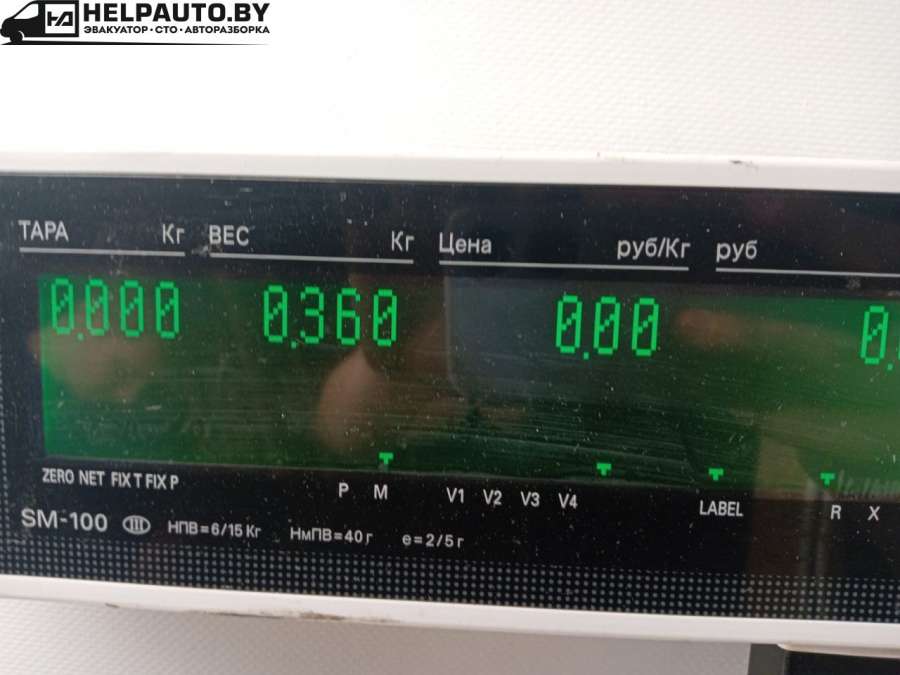 HELPAUTO.BY
ЭВАКУАТОР·СТО·АВТОРАЗБОРКА
ТАРА Кг ВЕС Кг Цена руб/Кг руб
0.000 0.360 0.00 0.
ZERO NET FIX T FIX P P M V1 V2 V3 V4 LABEL R X
SM-100 III НПВ=6/15 Кг НмПВ=40 г е=2/5 г